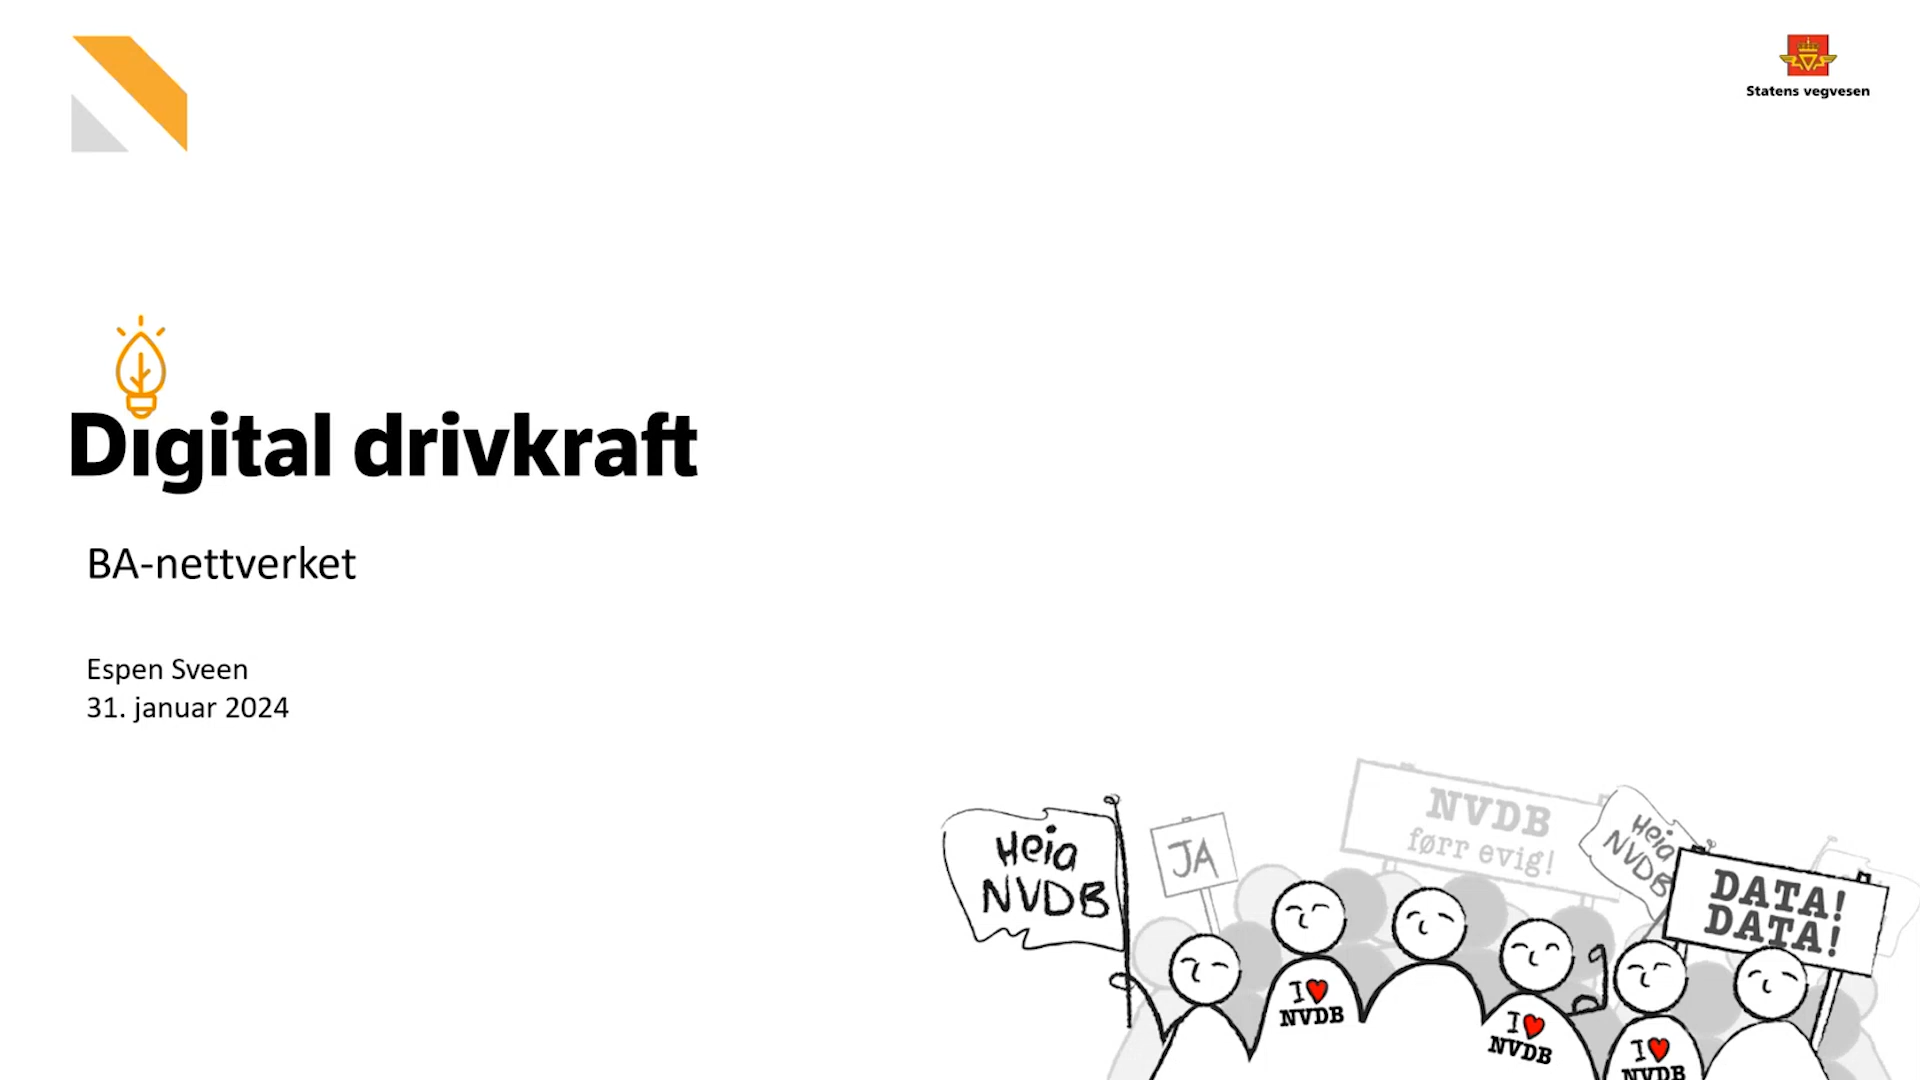 Statens vegvesen
Digital drivkraft
BA-nettverket
Espen Sveen
31. januar 2024
Heia
NVDB
JA
NVDB
førr evig!
Heia
NVDB
DATA!
DATA!
I
NVDB
I
NVDB
I
NVDB